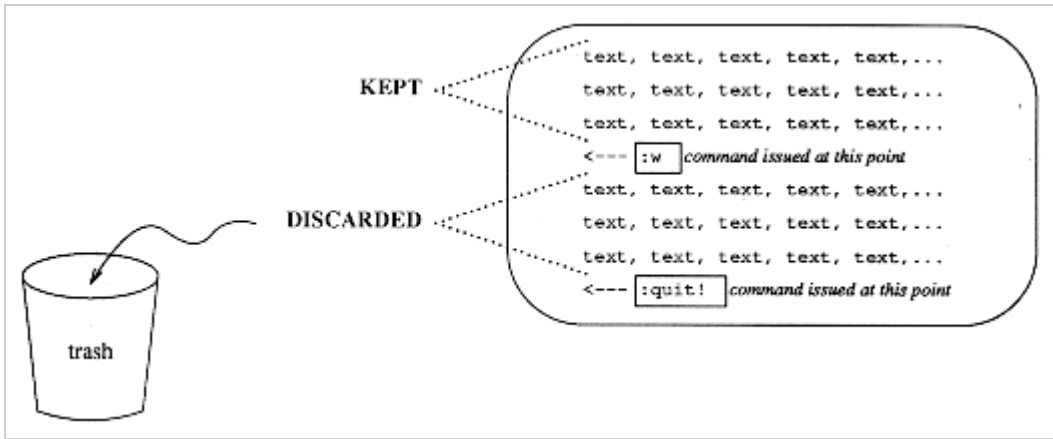 text, text, text, text, text,...
KEPT
text, text, text, text, text,...
text, text, text, text, text,...
<--- :w command issued at this point
text, text, text, text, text,...
DISCARDED
text, text, text, text, text,...
text, text, text, text, text,...
<--- :quit! command issued at this point
trash